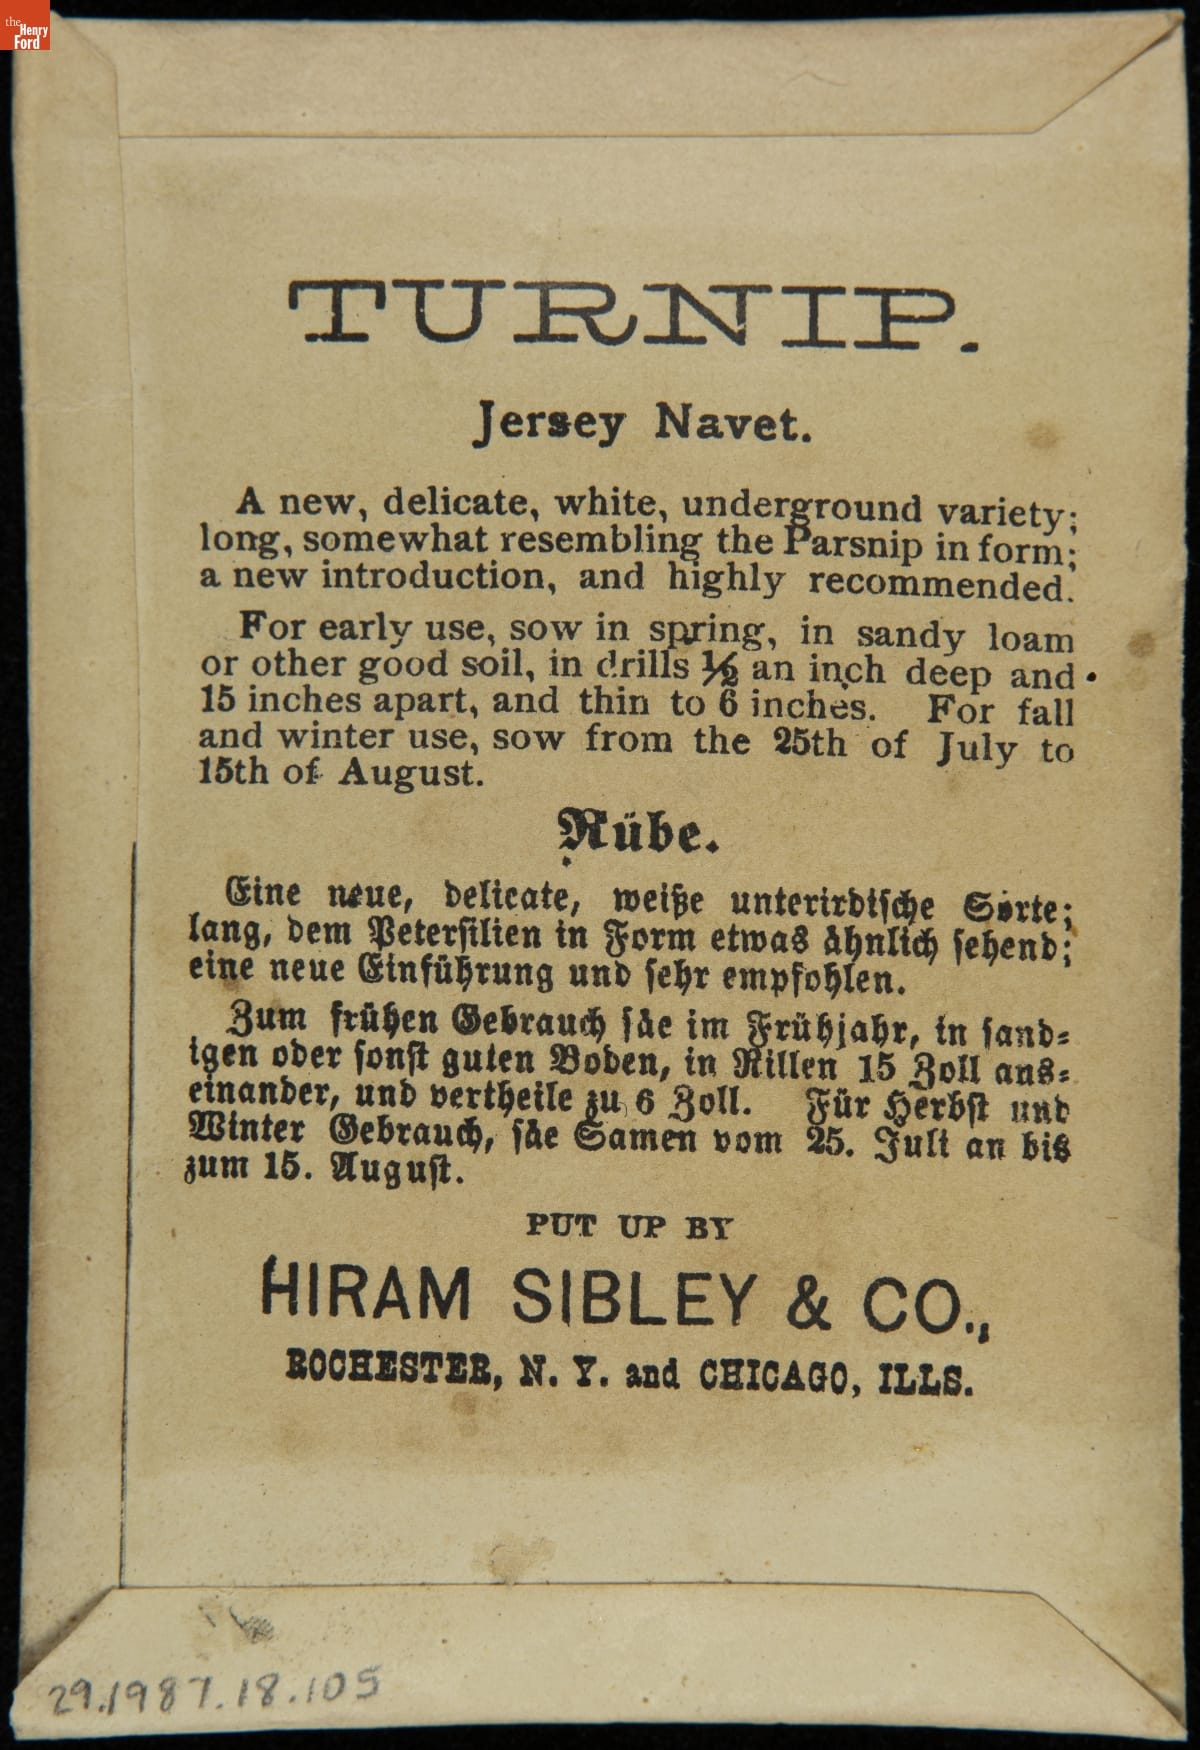 the
Henry
Ford
TURNIP.
Jersey Navet.
A new, delicate, white, underground variety;
long, somewhat resembling the Parsnip in form;
a new introduction, and highly recommended.
For early use, sow in spring, in sandy loam
or other good soil, in drills ½ an inch deep and
15 inches apart, and thin to 6 inches. For fall
and winter use, sow from the 25th of July to
15th of August.
Rübe.
Eine neue, delicate, weiße unterirdische Sorte;
lang, dem Petersilien in Form etwas ähnlich sehend;
eine neue Einführung und sehr empfohlen.
Zum frühen Gebrauch säe im Frühjahr, in sand-
igen oder sonst guten Boden, in Rillen 15 Zoll aus-
einander, und vertheile zu 6 Zoll. Für Herbst und
Winter Gebrauch, säe Samen vom 25. Juli an bis
zum 15. August.
PUT UP BY
HIRAM SIBLEY & CO.,
ROCHESTER, N. Y. and CHICAGO, ILLS.
29.1987.18.105